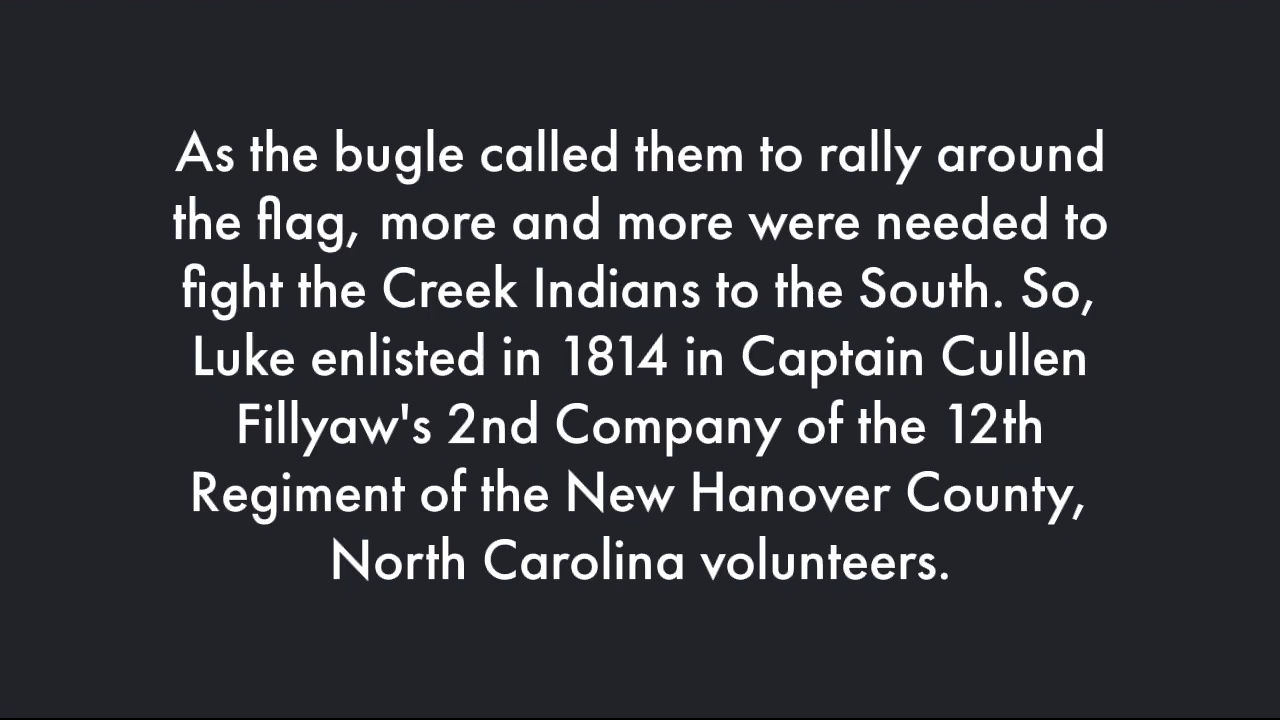 As the bugle called them to rally around
the flag, more and more were needed to
fight the Creek Indians to the South. So,
Luke enlisted in 1814 in Captain Cullen
Fillyaw's 2nd Company of the 12th
Regiment of the New Hanover County,
North Carolina volunteers.